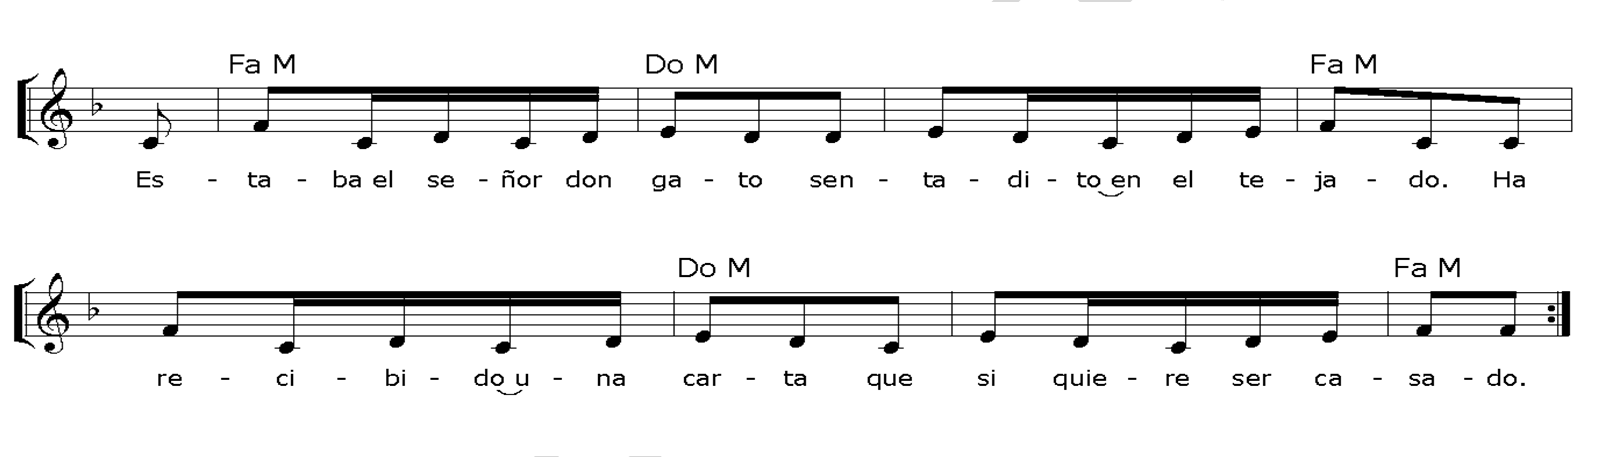 Fa M Do M Fa M
Es - ta - ba el se - ñor don ga - to sen - ta - di - to en el te - ja - do. Ha
Do M Fa M
re - ci - bi - do u - na car - ta que si quie - re ser ca - sa - do.